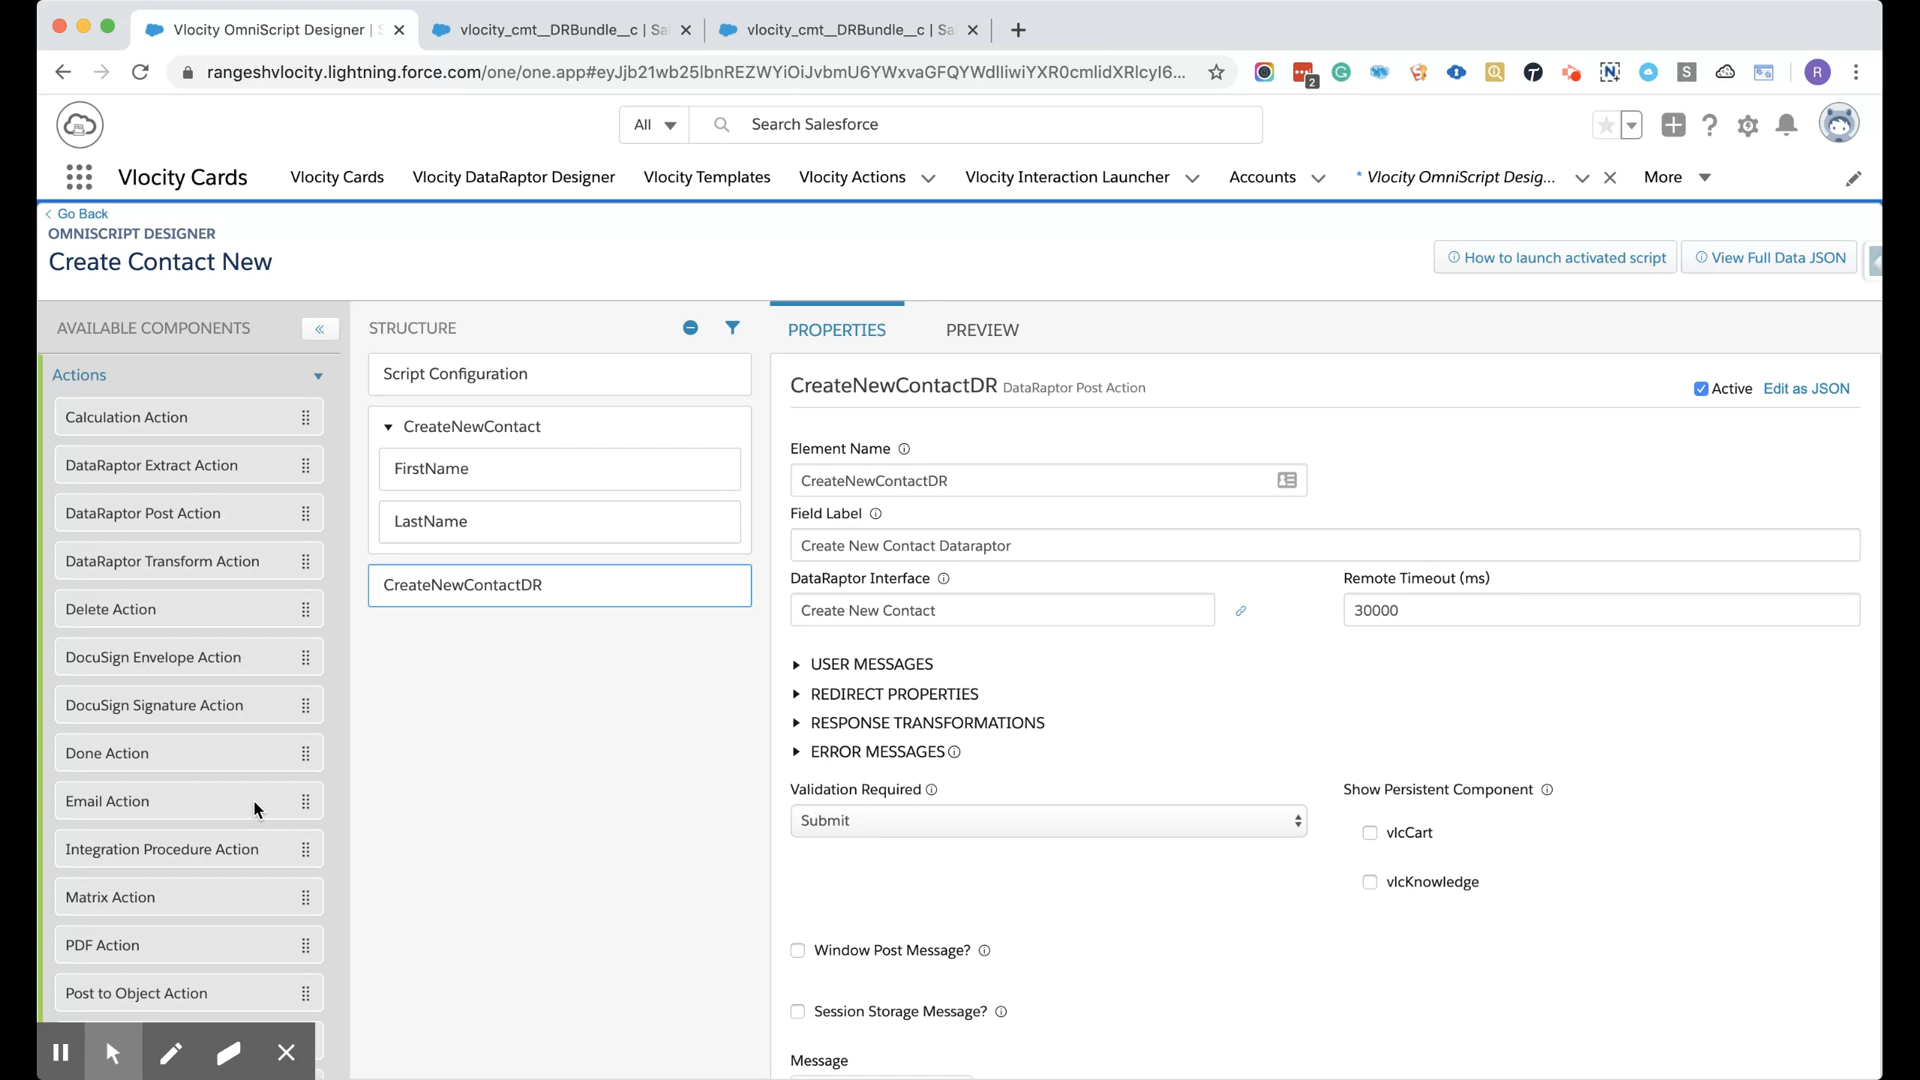 Vlocity OmniScript Designer | S
vlocity_cmt__DRBundle__c | Sal
vlocity_cmt__DRBundle__c | Sal
rangeshvlocity.lightning.force.com/one/one.app#eyJjb21wb25lbnREZWYiOiJvbmU6YWxvaGFQYWdlIiwiYXR0cmlidXRlcyI6...
2
R
All
Search Salesforce
Vlocity Cards
Vlocity Cards
Vlocity DataRaptor Designer
Vlocity Templates
Vlocity Actions
Vlocity Interaction Launcher
Accounts
* Vlocity OmniScript Desig...
More
Go Back
OMNISCRIPT DESIGNER
Create Contact New
How to launch activated script
View Full Data JSON
AVAILABLE COMPONENTS
Actions
Calculation Action
DataRaptor Extract Action
DataRaptor Post Action
DataRaptor Transform Action
Delete Action
DocuSign Envelope Action
DocuSign Signature Action
Done Action
Email Action
Integration Procedure Action
Matrix Action
PDF Action
Post to Object Action
STRUCTURE
Script Configuration
CreateNewContact
FirstName
LastName
CreateNewContactDR
PROPERTIES
PREVIEW
CreateNewContactDR DataRaptor Post Action
Active
Edit as JSON
Element Name
CreateNewContactDR
Field Label
Create New Contact Dataraptor
DataRaptor Interface
Create New Contact
Remote Timeout (ms)
30000
USER MESSAGES
REDIRECT PROPERTIES
RESPONSE TRANSFORMATIONS
ERROR MESSAGES
Validation Required
Submit
Show Persistent Component
vlcCart
vlcKnowledge
Window Post Message?
Session Storage Message?
Message